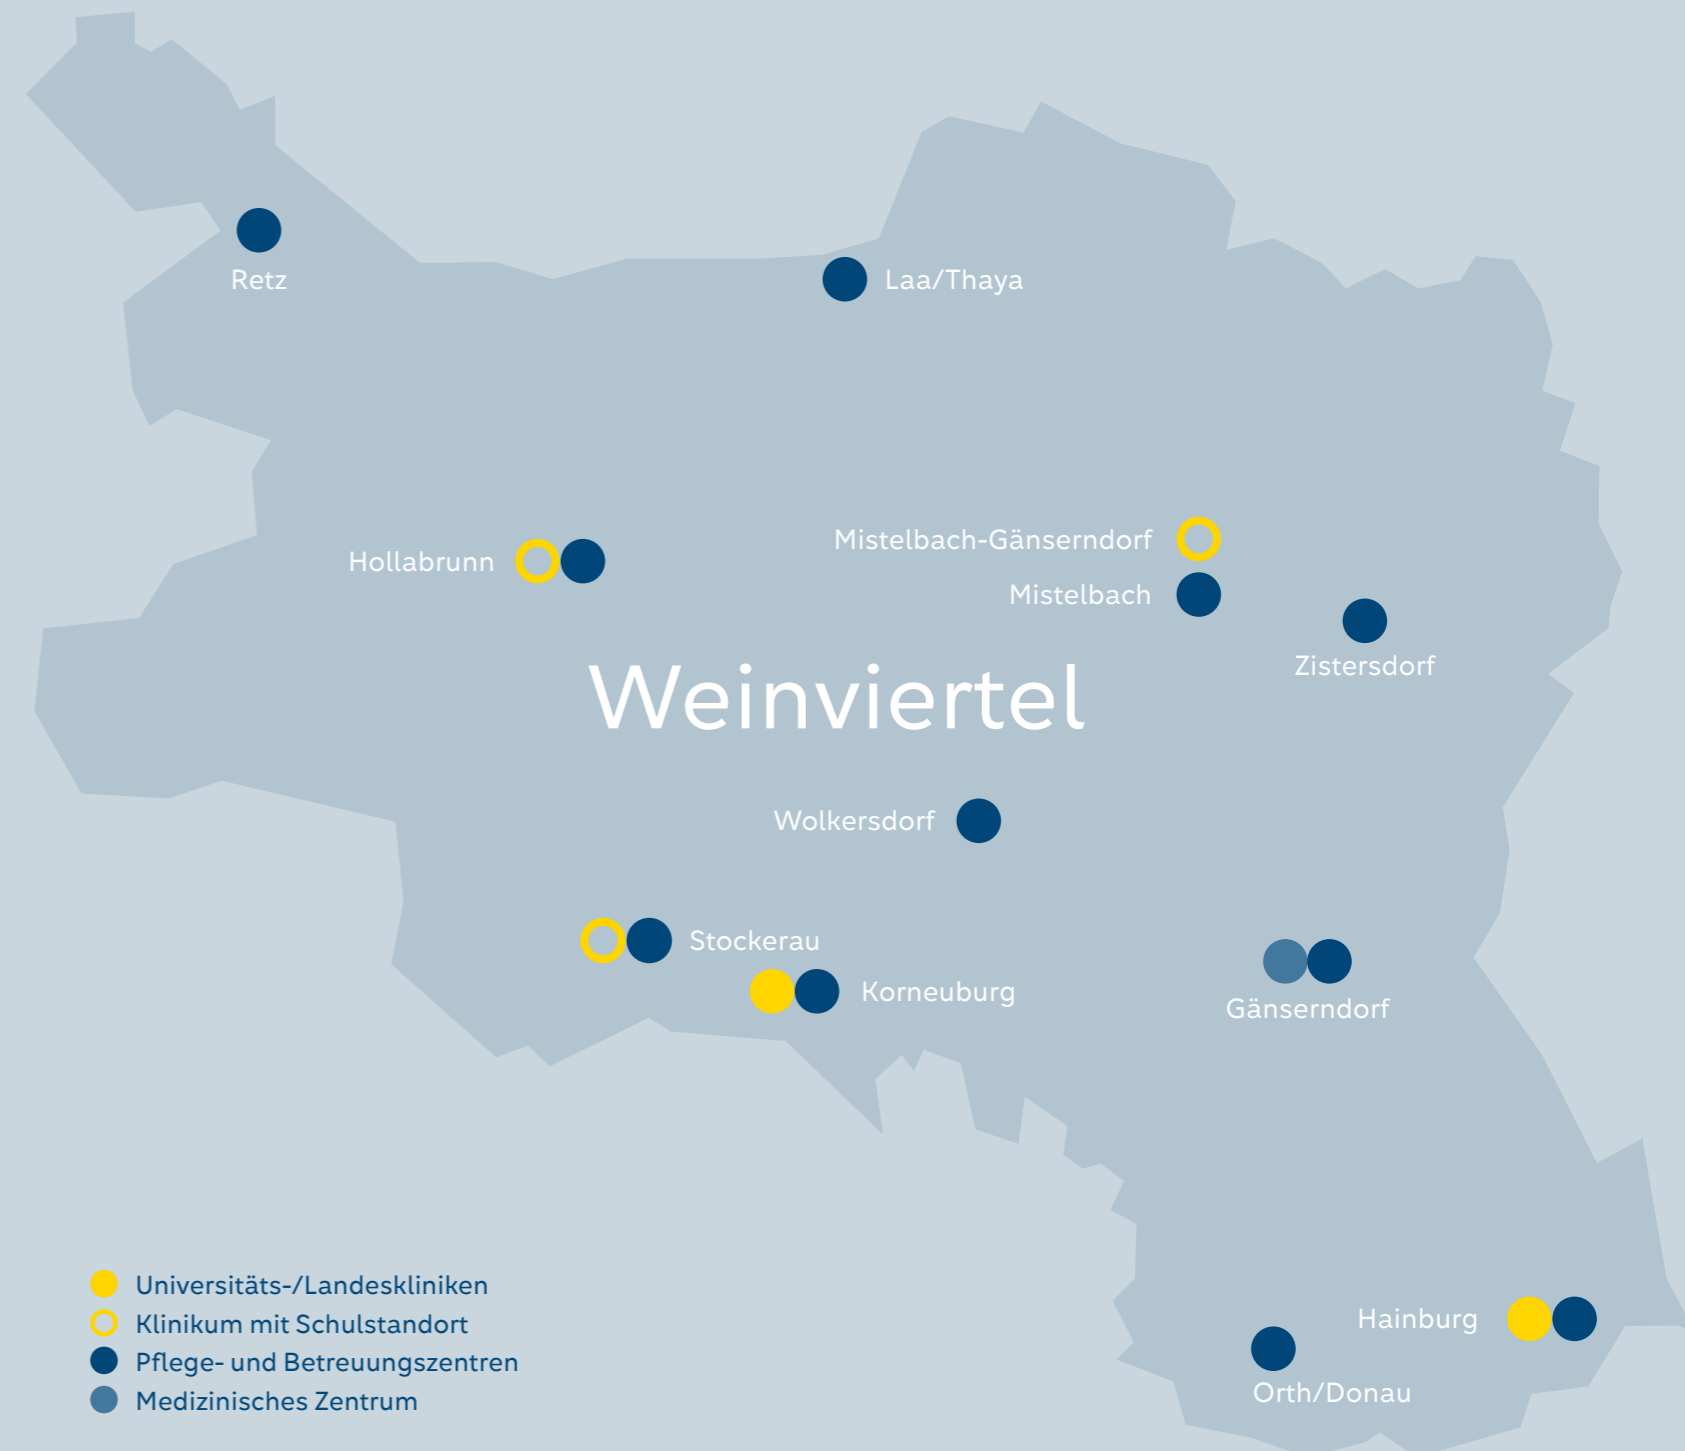 Retz
Laa/Thaya
Mistelbach-Gänserndorf
Hollabrunn
Mistelbach
Zistersdorf
Weinviertel
Wolkersdorf
Stockerau
Korneuburg
Gänserndorf
Universitäts-/Landeskliniken
Klinikum mit Schulstandort
Pflege- und Betreuungszentren
Medizinisches Zentrum
Hainburg
Orth/Donau